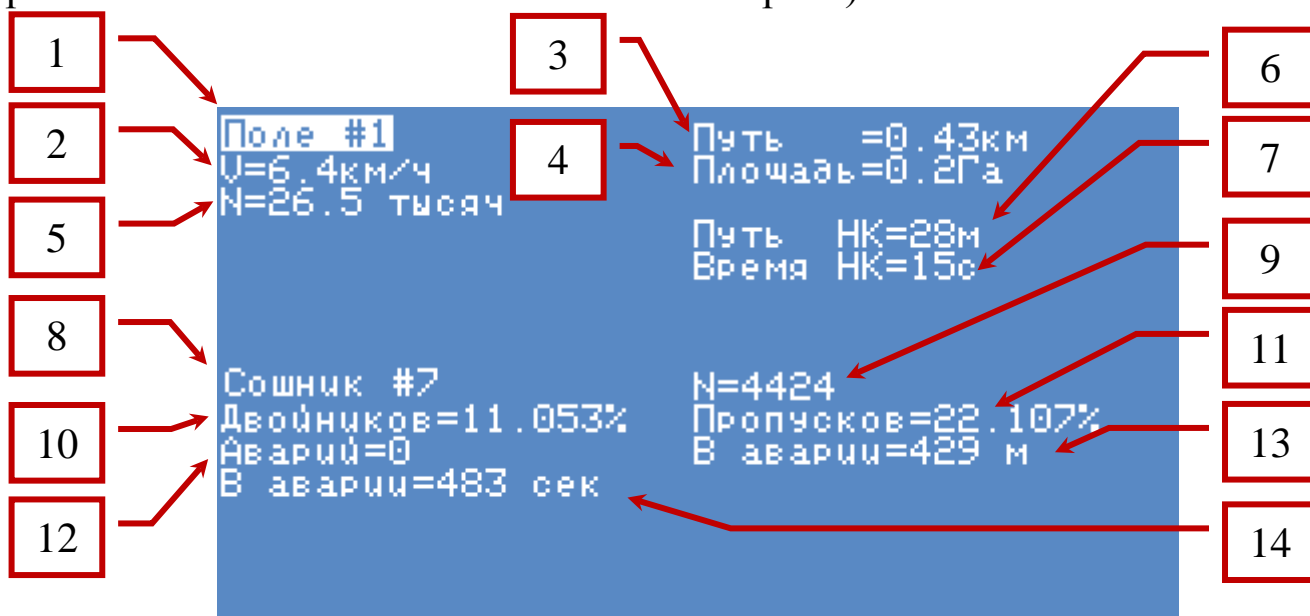 1
3
6
2
4
7
5
9
8
11
10
13
12
14
Поле #1
V=6.4км/ч
N=26.5 тысяч
Путь =0.43км
Площадь=0.2Га
Путь НК=28м
Время НК=15с
Сошник #7
Двойников=11.053%
Аварий=0
В аварии=483 сек
N=4424
Пропусков=22.107%
В аварии=429 м